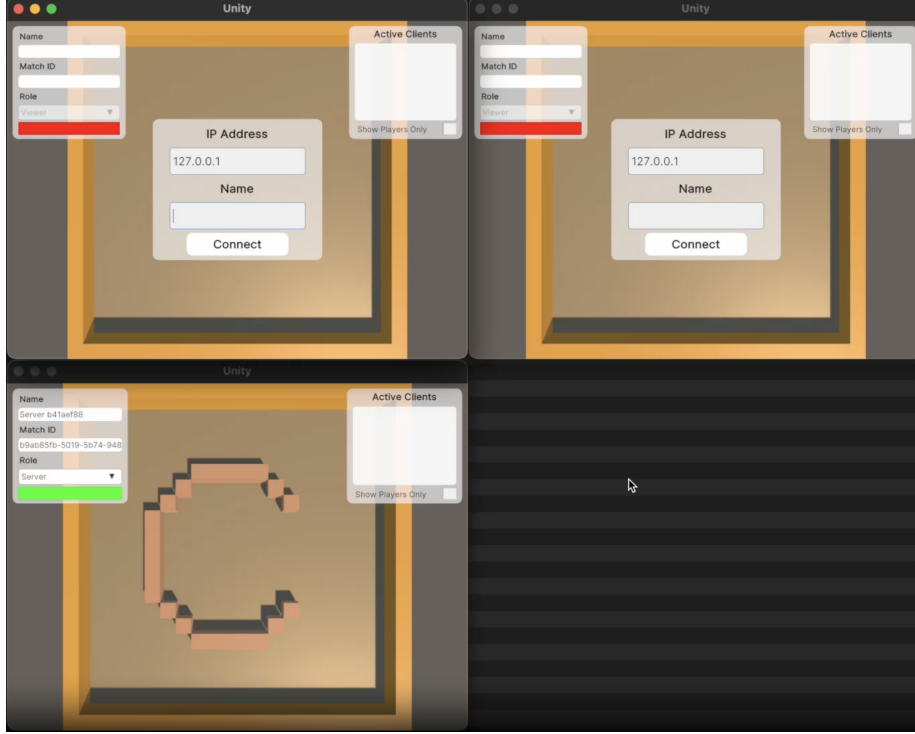 Unity
Name
Match ID
Role
Viewer
Active Clients
Show Players Only
IP Address
127.0.0.1
Name
Connect
Unity
Name
Match ID
Role
Viewer
Active Clients
Show Players Only
IP Address
127.0.0.1
Name
Connect
Unity
Name
Server b41aef88
Match ID
b9ab85fb-5019-5b74-948
Role
Server
Active Clients
Show Players Only